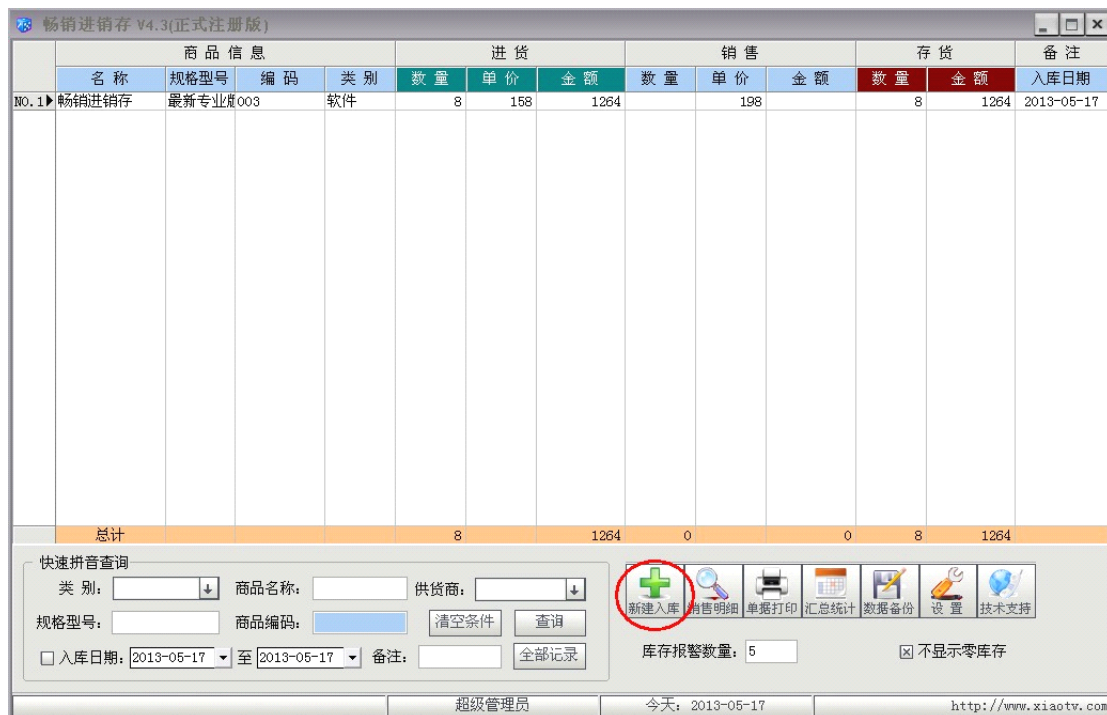 畅销进销存 V4.3(正式注册版)
商品信息 进货 销售 存货 备注
名称 规格型号 编码 类别 数量 单价 金额 数量 单价 金额 数量 金额 入库日期
NO.1 畅销进销存 最新专业版 003 软件 8 158 1264 198 8 1264 2013-05-17
总计 8 1264 0 0 8 1264
快速拼音查询
类别: 商品名称: 供货商:
新建入库 销售明细 单据打印 汇总统计 数据备份 设置 技术支持
规格型号: 商品编码: 清空条件 查询
入库日期: 2013-05-17 至 2013-05-17 备注: 全部记录
库存报警数量: 5 不显示零库存
超级管理员 今天: 2013-05-17 http://www.xiaotv.com